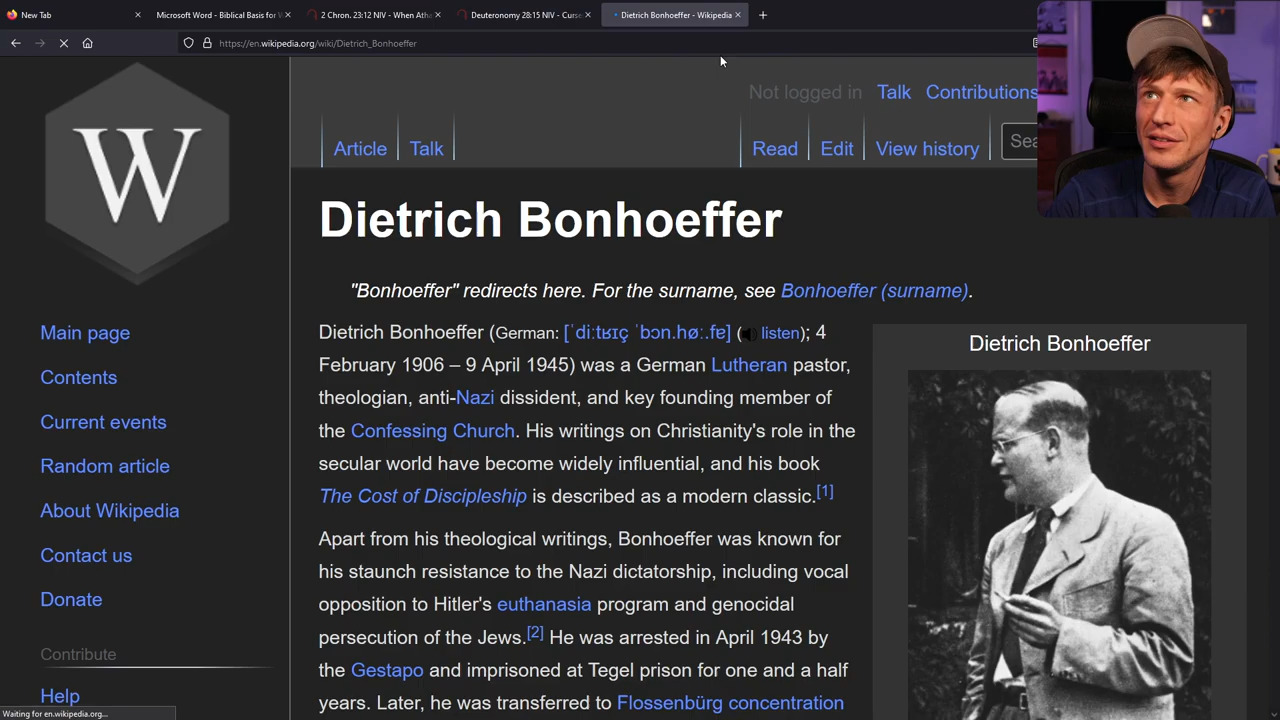 New Tab
Microsoft Word - Biblical Basis for
2 Chron. 23:12 NIV - When Atha
Deuteronomy 28:15 NIV - Curse
Dietrich Bonhoeffer - Wikipedia
https://en.wikipedia.org/wiki/Dietrich_Bonhoeffer
W
Not logged in Talk Contributions
Article Talk
Read Edit View history
Sea
Dietrich Bonhoeffer
"Bonhoeffer" redirects here. For the surname, see Bonhoeffer (surname).
Dietrich Bonhoeffer (German: [ˈdiːtʁɪç ˈbɔn.høː.fɐ] ( listen); 4
February 1906 – 9 April 1945) was a German Lutheran pastor,
theologian, anti-Nazi dissident, and key founding member of
the Confessing Church. His writings on Christianity's role in the
secular world have become widely influential, and his book
The Cost of Discipleship is described as a modern classic.[1]
Apart from his theological writings, Bonhoeffer was known for
his staunch resistance to the Nazi dictatorship, including vocal
opposition to Hitler's euthanasia program and genocidal
persecution of the Jews.[2] He was arrested in April 1943 by
the Gestapo and imprisoned at Tegel prison for one and a half
years. Later, he was transferred to Flossenbürg concentration
Dietrich Bonhoeffer
Main page
Contents
Current events
Random article
About Wikipedia
Contact us
Donate
Contribute
Help
Waiting for en.wikipedia.org...